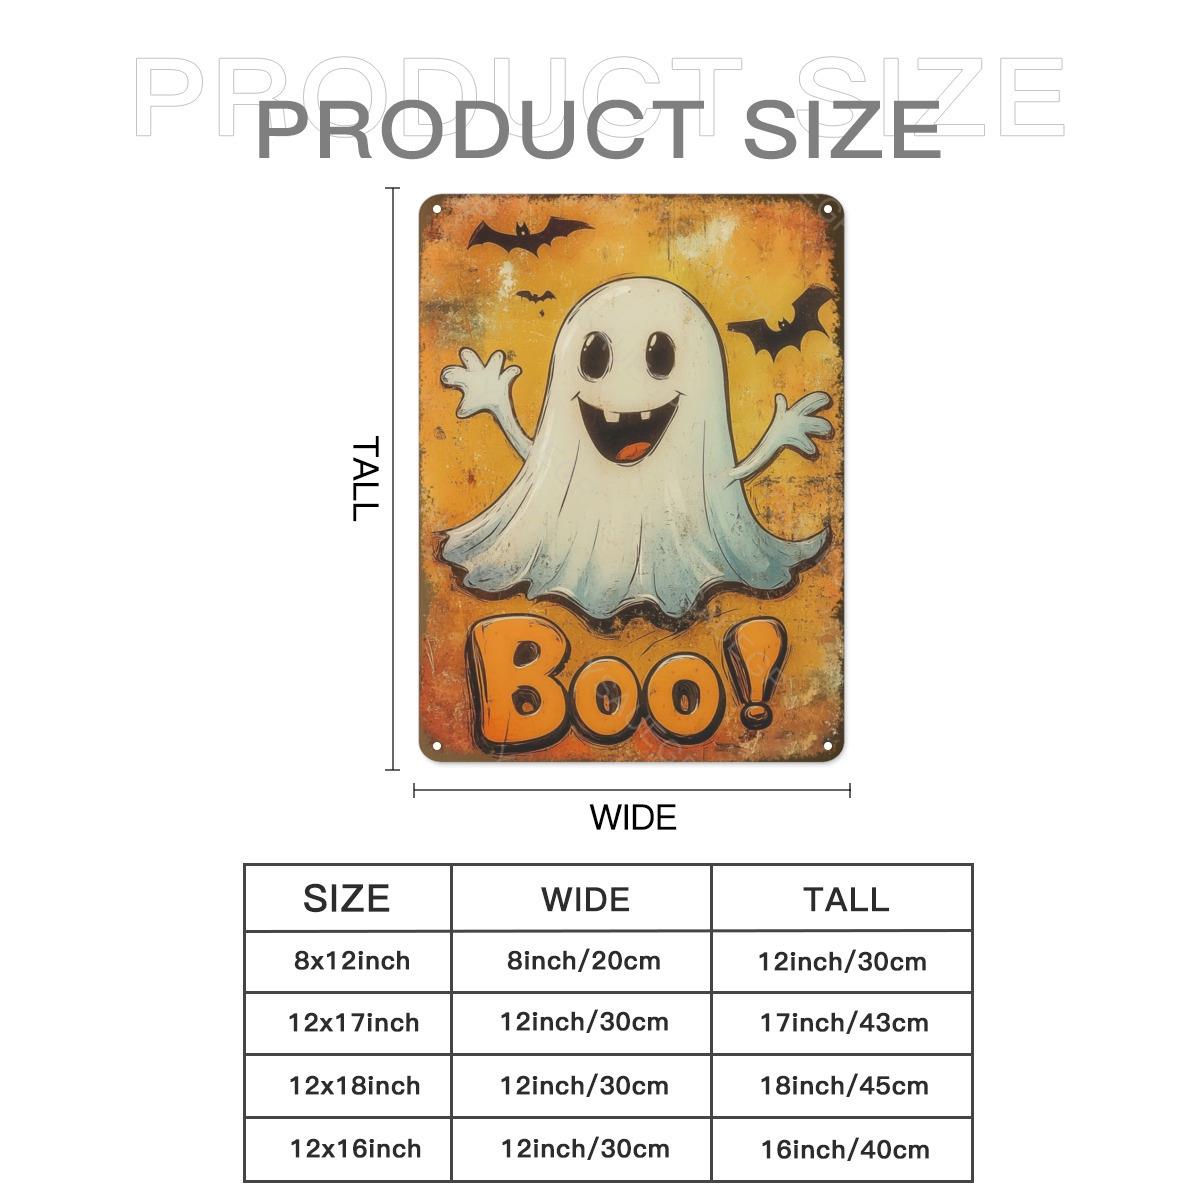 PRODUCT SIZE
PRODUCT SIZE
TALL
Boo!
WIDE
SIZE WIDE TALL
8x12inch 8inch/20cm 12inch/30cm
12x17inch 12inch/30cm 17inch/43cm
12x18inch 12inch/30cm 18inch/45cm
12x16inch 12inch/30cm 16inch/40cm